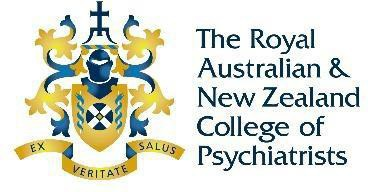 The Royal
Australian &
New Zealand
College of
Psychiatrists
EX VERITATE SALUS